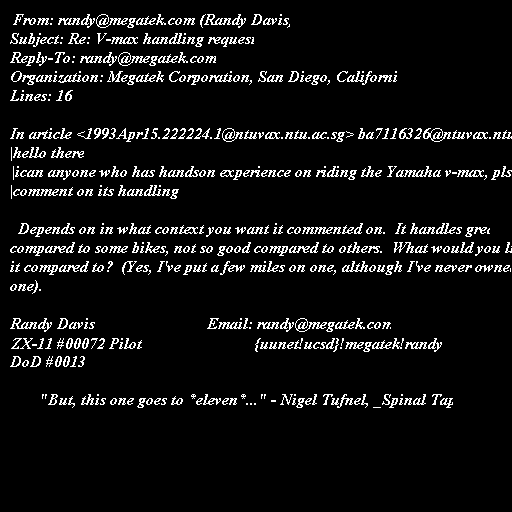 From: randy@megatek.com (Randy Davis)
Subject: Re: V-max handling request
Reply-To: randy@megatek.com
Organization: Megatek Corporation, San Diego, Californi
Lines: 16
In article <1993Apr15.222224.1@ntuvax.ntu.ac.sg> ba7116326@ntuvax.ntu
|hello there
|ican anyone who has handson experience on riding the Yamaha v-max, pls
|comment on its handling
Depends on in what context you want it commented on. It handles grea
compared to some bikes, not so good compared to others. What would you li
it compared to? (Yes, I've put a few miles on one, although I've never owne
one).
Randy Davis Email: randy@megatek.com
ZX-11 #00072 Pilot {uunet!ucsd}!megatek!randy
DoD #0013
"But, this one goes to *eleven*..." - Nigel Tufnel, _Spinal Tap